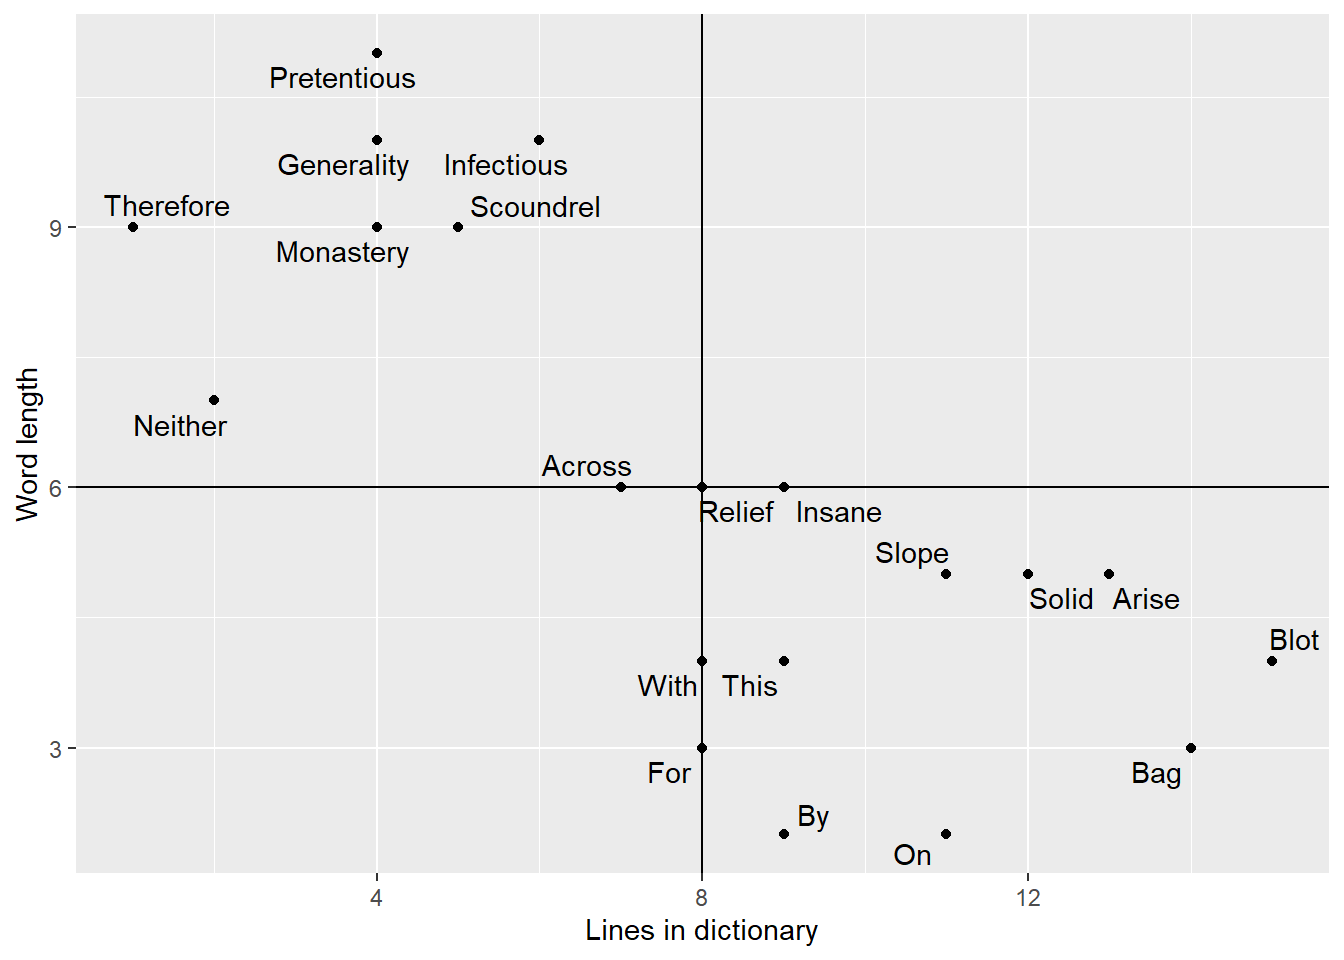 Pretentious
Generality
Infectious
Therefore
Scoundrel
9
Monastery
Word length
Neither
Across
6
Relief
Insane
Slope
Solid
Arise
Blot
With
This
3
For
Bag
By
On
4
8
12
Lines in dictionary